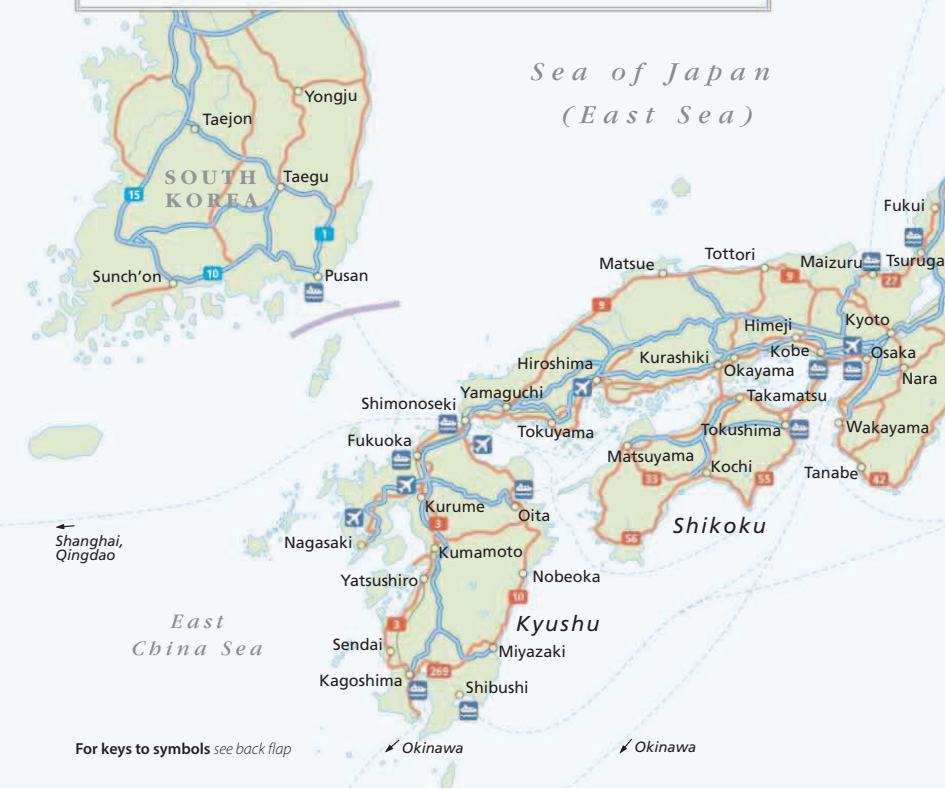 Sea of Japan
(East Sea)
Yongju
Taejon
SOUTH
KOREA
Taegu
15
1
Fukui
Sunch’on
10
Pusan
Matsue
Tottori
9
Maizuru
Tsuruga
27
9
Himeji
Kyoto
Hiroshima
Kurashiki
Kobe
Osaka
Okayama
Nara
Yamaguchi
Takamatsu
Shimonoseki
Tokuyama
Tokushima
Wakayama
Fukuoka
Matsuyama
Kochi
Tanabe
33
55
42
Kurume
Oita
3
Shikoku
56
Shanghai,
Qingdao
Nagasaki
Kumamoto
Yatsushiro
Nobeoka
10
East
China Sea
3
Kyushu
Sendai
Miyazaki
269
Kagoshima
Shibushi
For keys to symbols see back flap
Okinawa
Okinawa